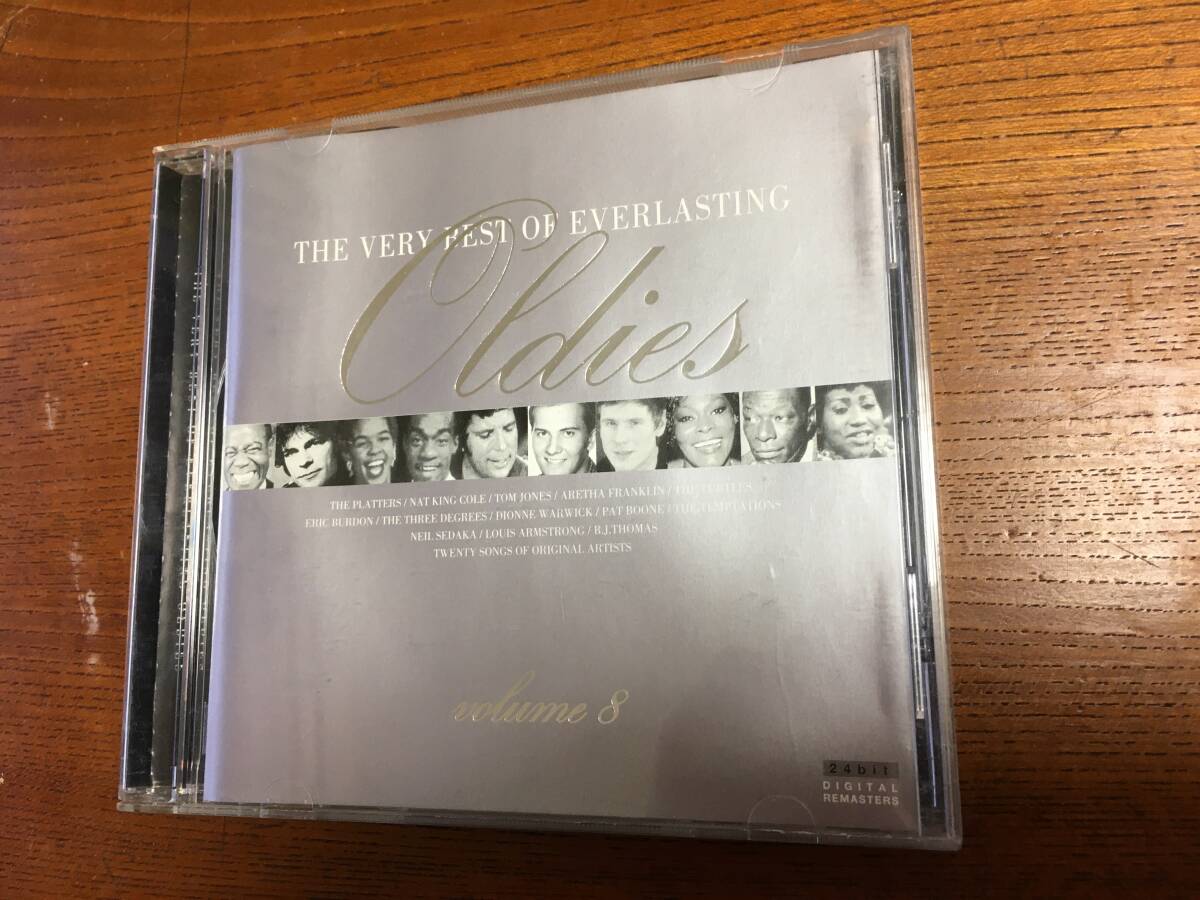 THE VERY BEST OF EVERLASTING
Oldies
THE PLATTERS / NAT KING COLE / TOM JONES / ARETHA FRANKLIN / THE TURTLES
ERIC BURDON / THE THREE DEGREES / DIONNE WARWICK / PAT BOONE / THE TEMPTATIONS
NEIL SEDAKA / LOUIS ARMSTRONG / B.J.THOMAS
TWENTY SONGS OF ORIGINAL ARTISTS
volume 8
24bit
DIGITAL
REMASTERS